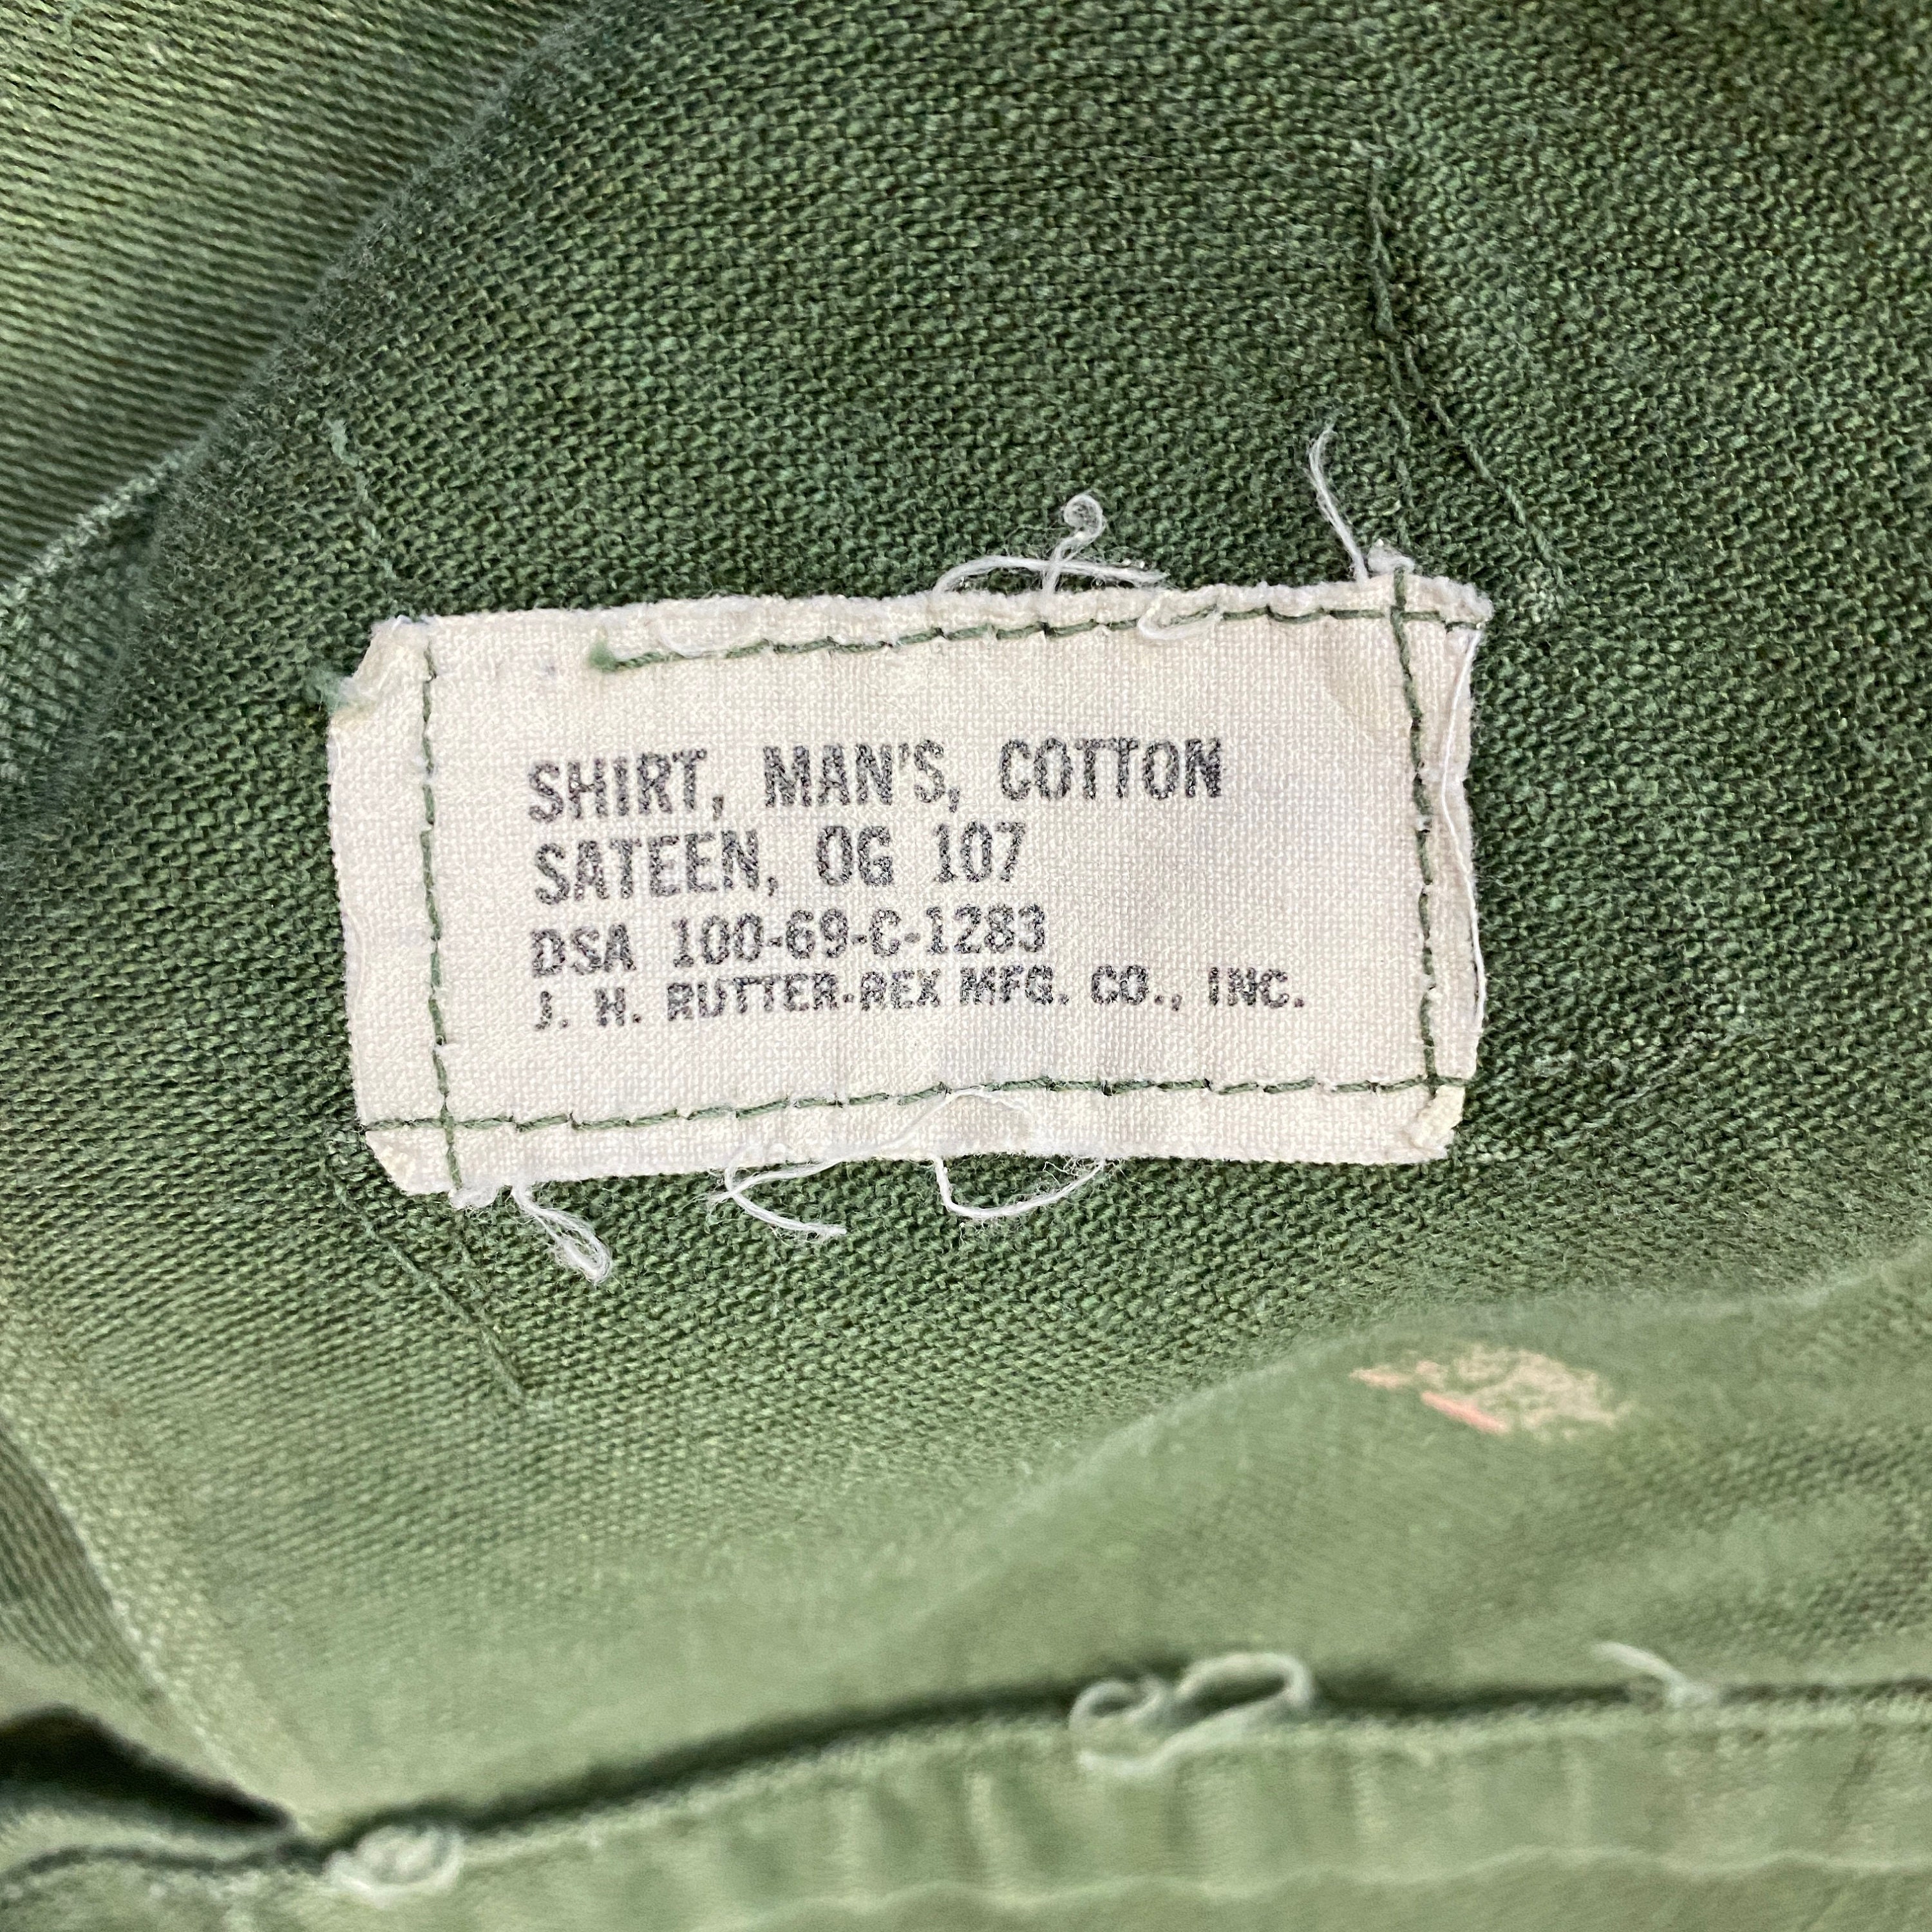 SHIRT, MAN'S, COTTON
SATEEN, OG 107
DSA 100-69-C-1283
J. H. RUTTER-REX MFG. CO., INC.